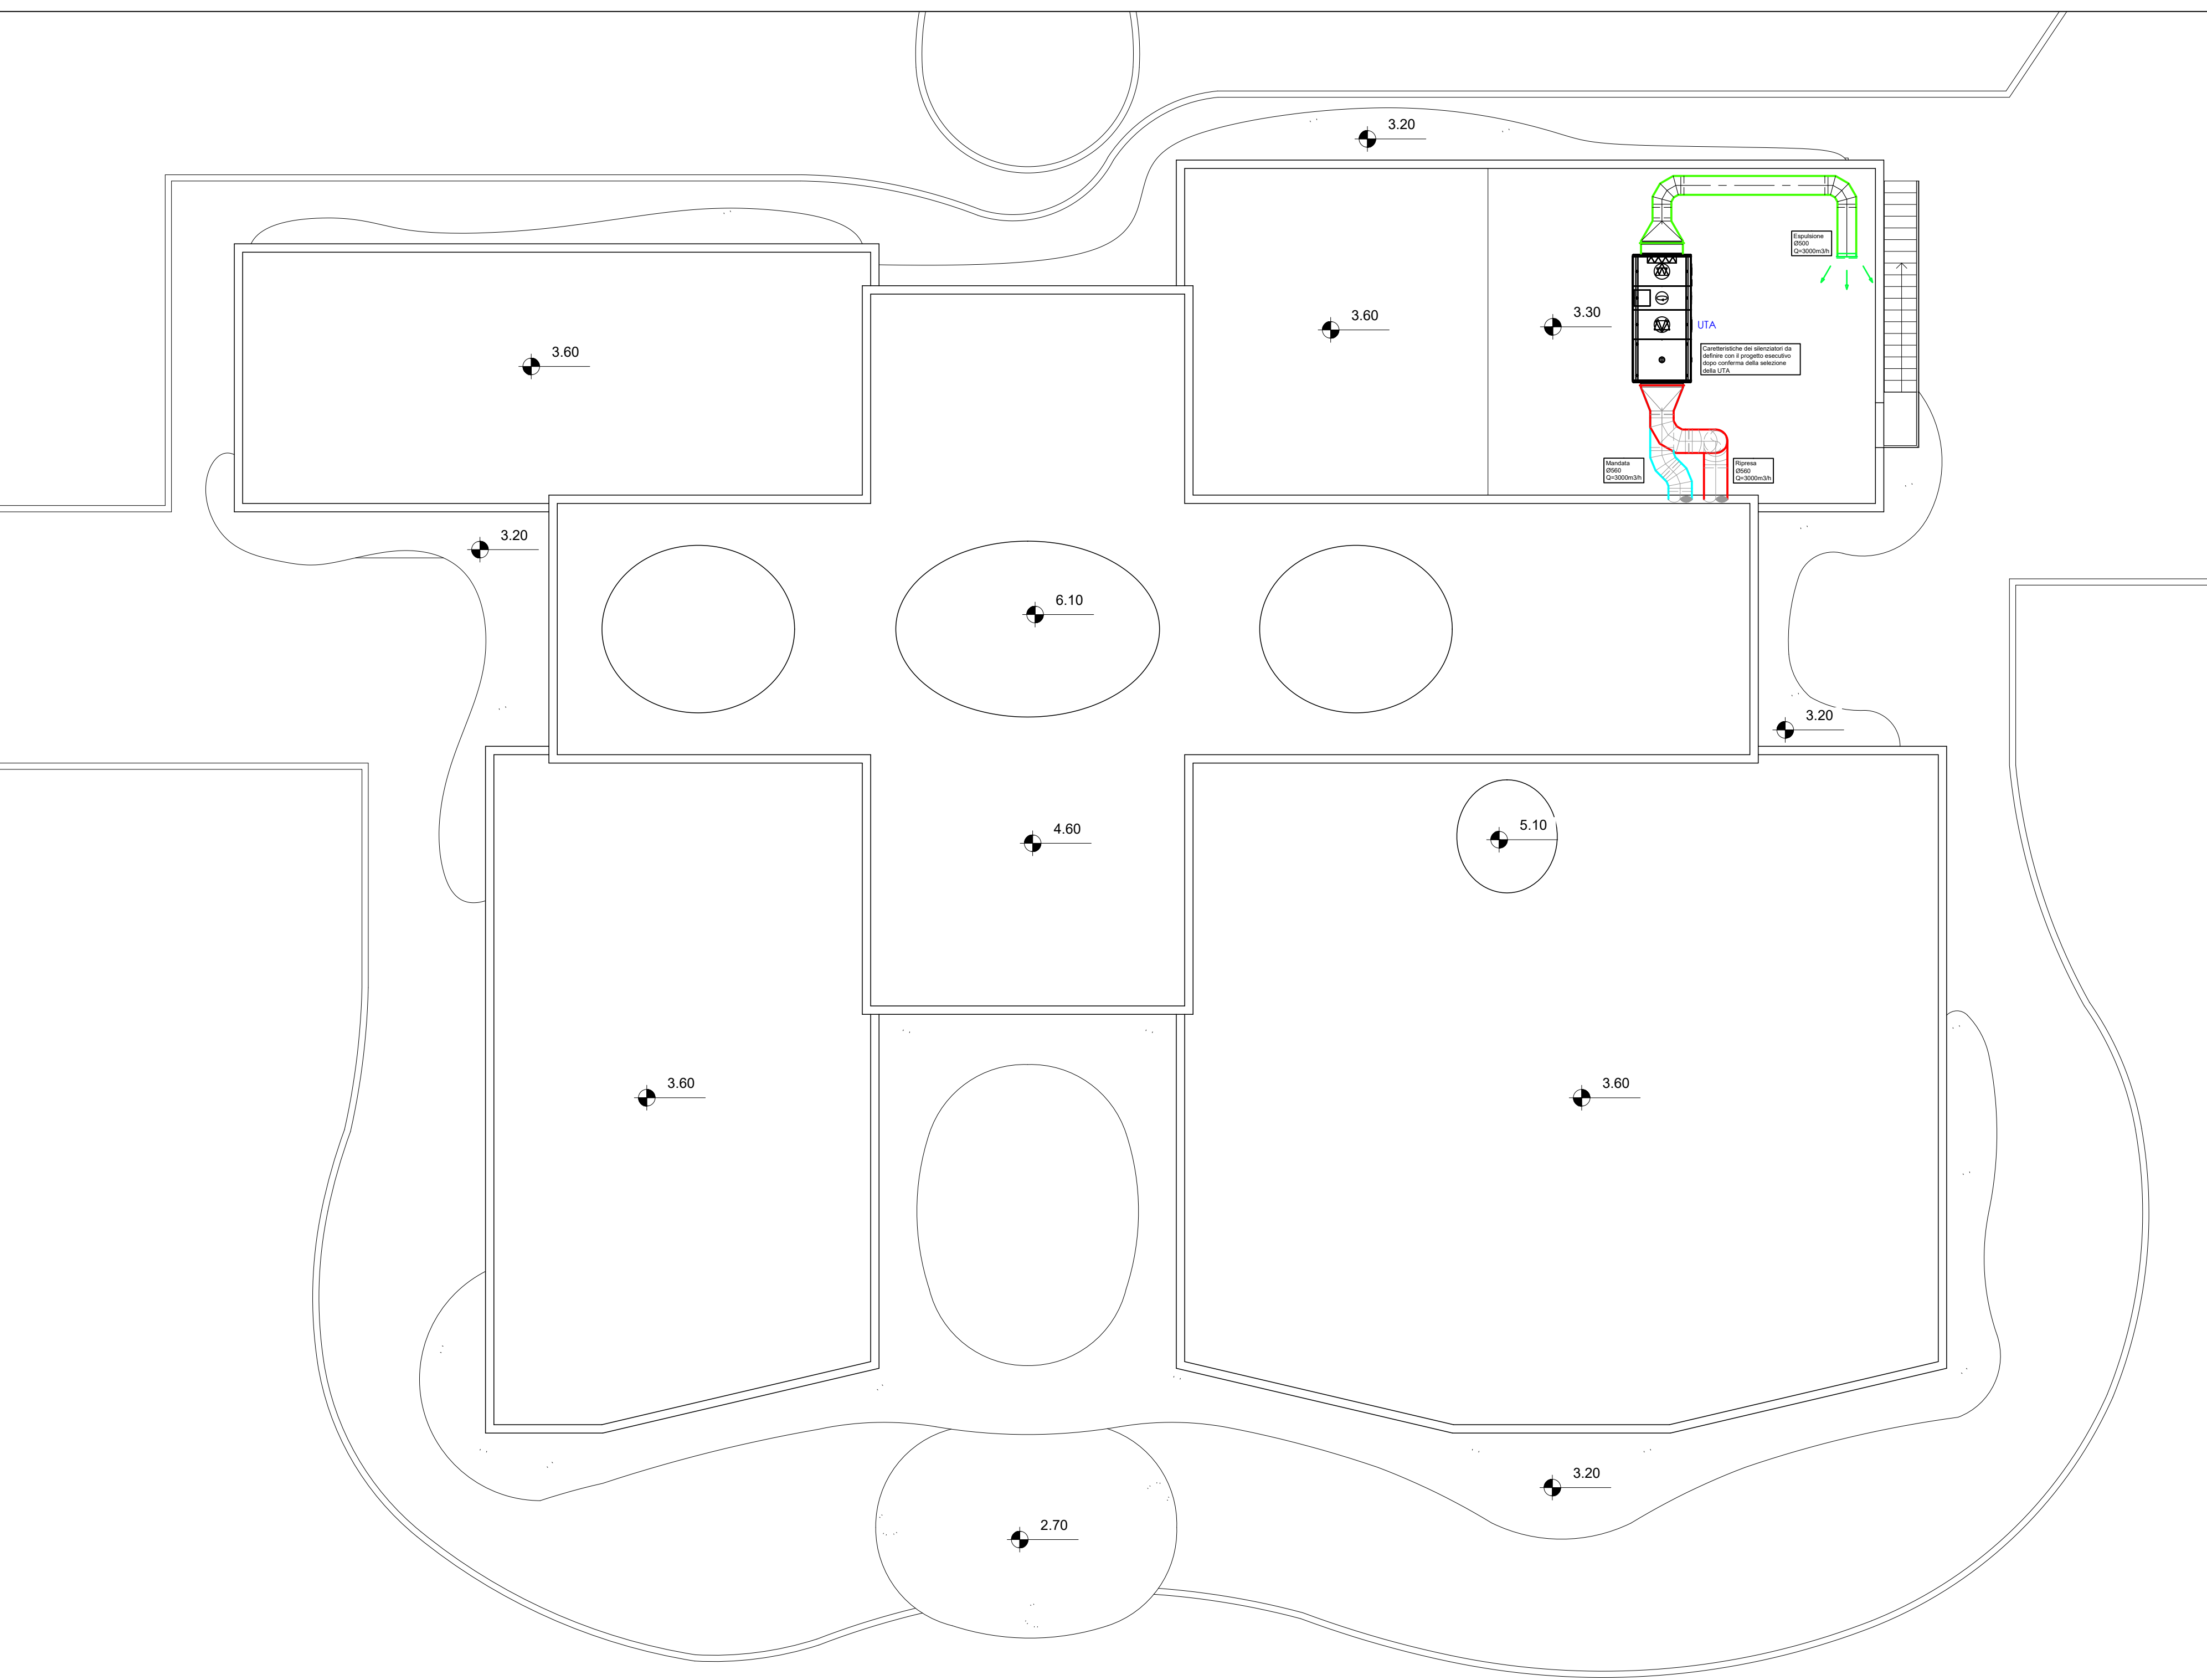 3.20
Espulsione
Ø500
Q=3000m3/h
3.60
3.30
UTA
3.60
Caretteristiche dei silenziatori da
definire con il progetto esecutivo
dopo conferma della selezione
della UTA
Mandata
Ø560
Q=3000m3/h
Ripresa
Ø560
Q=3000m3/h
3.20
6.10
3.20
4.60
5.10
3.60
3.60
3.20
2.70